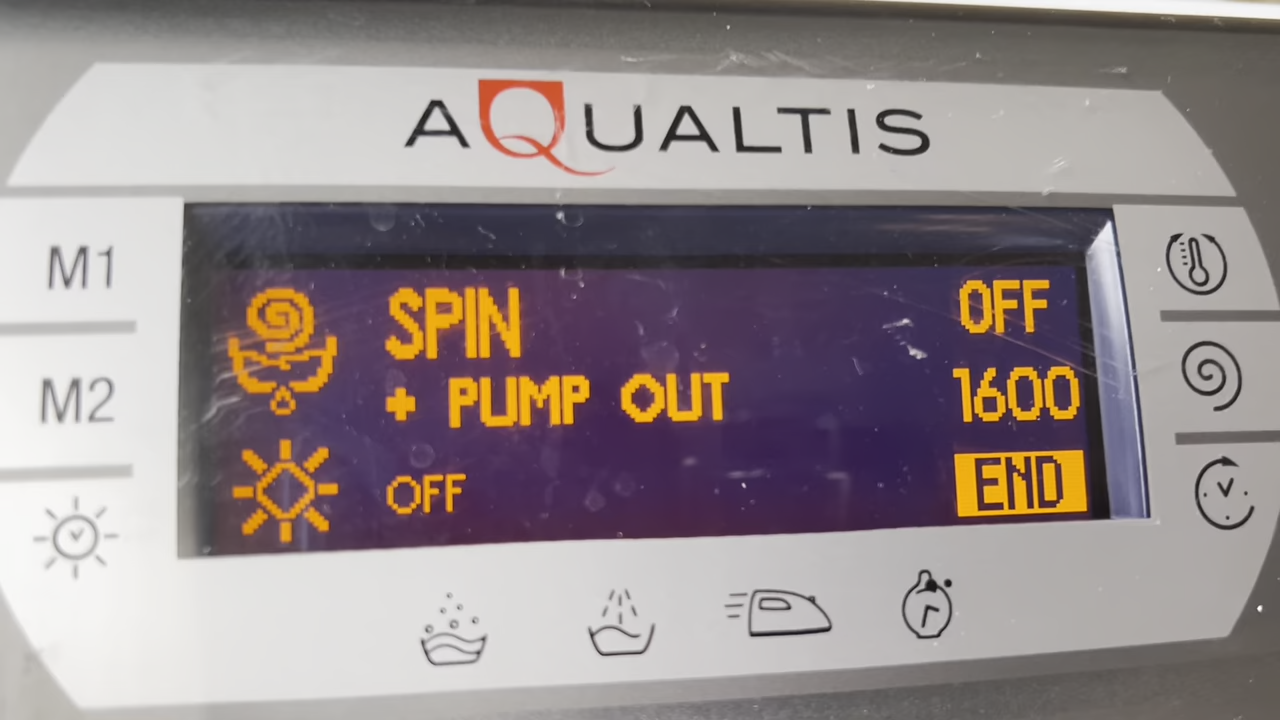 AQUALTIS
M1
SPIN
OFF
M2
+ PUMP OUT
1600
OFF
END